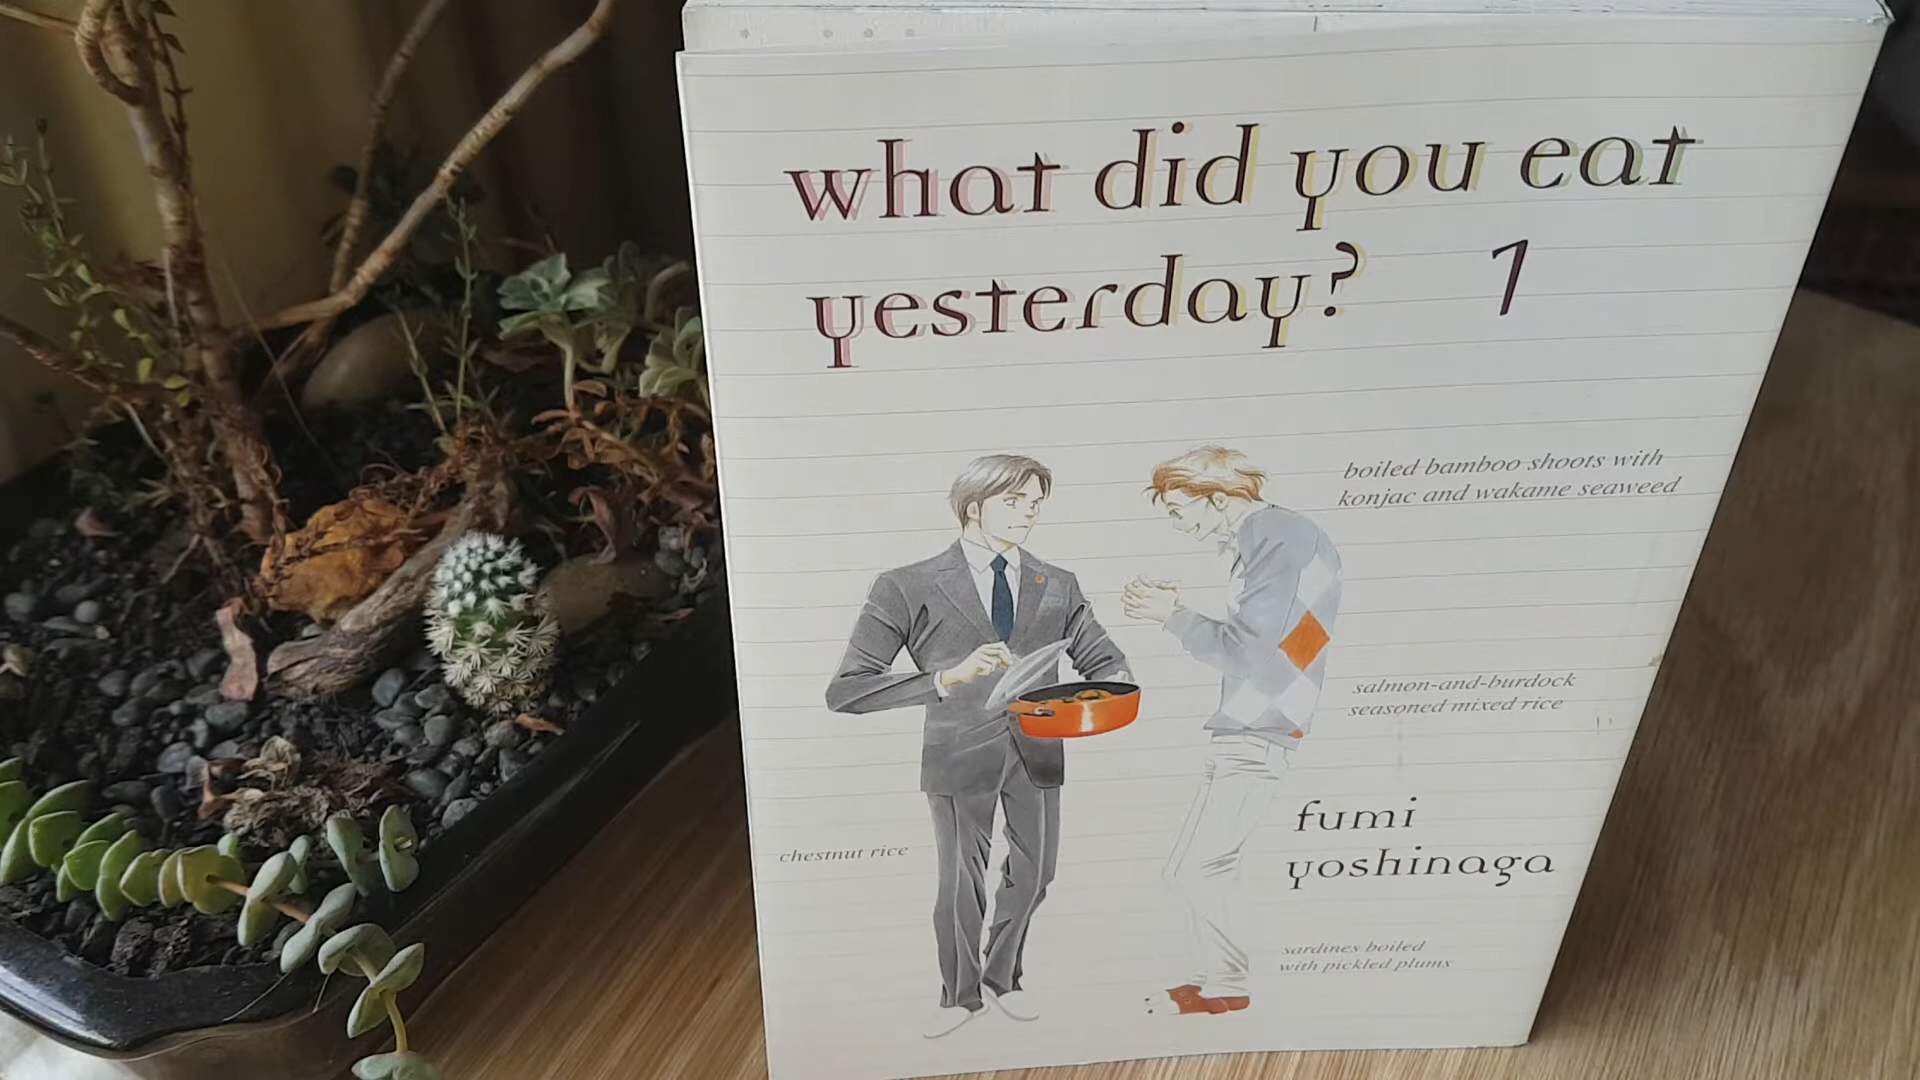 what did you eat
yesterday? 1
boiled bamboo shoots with
konjac and wakame seaweed
salmon-and-burdock
seasoned mixed rice
fumi
yoshinaga
chestnut rice
sardines boiled
with pickled plums